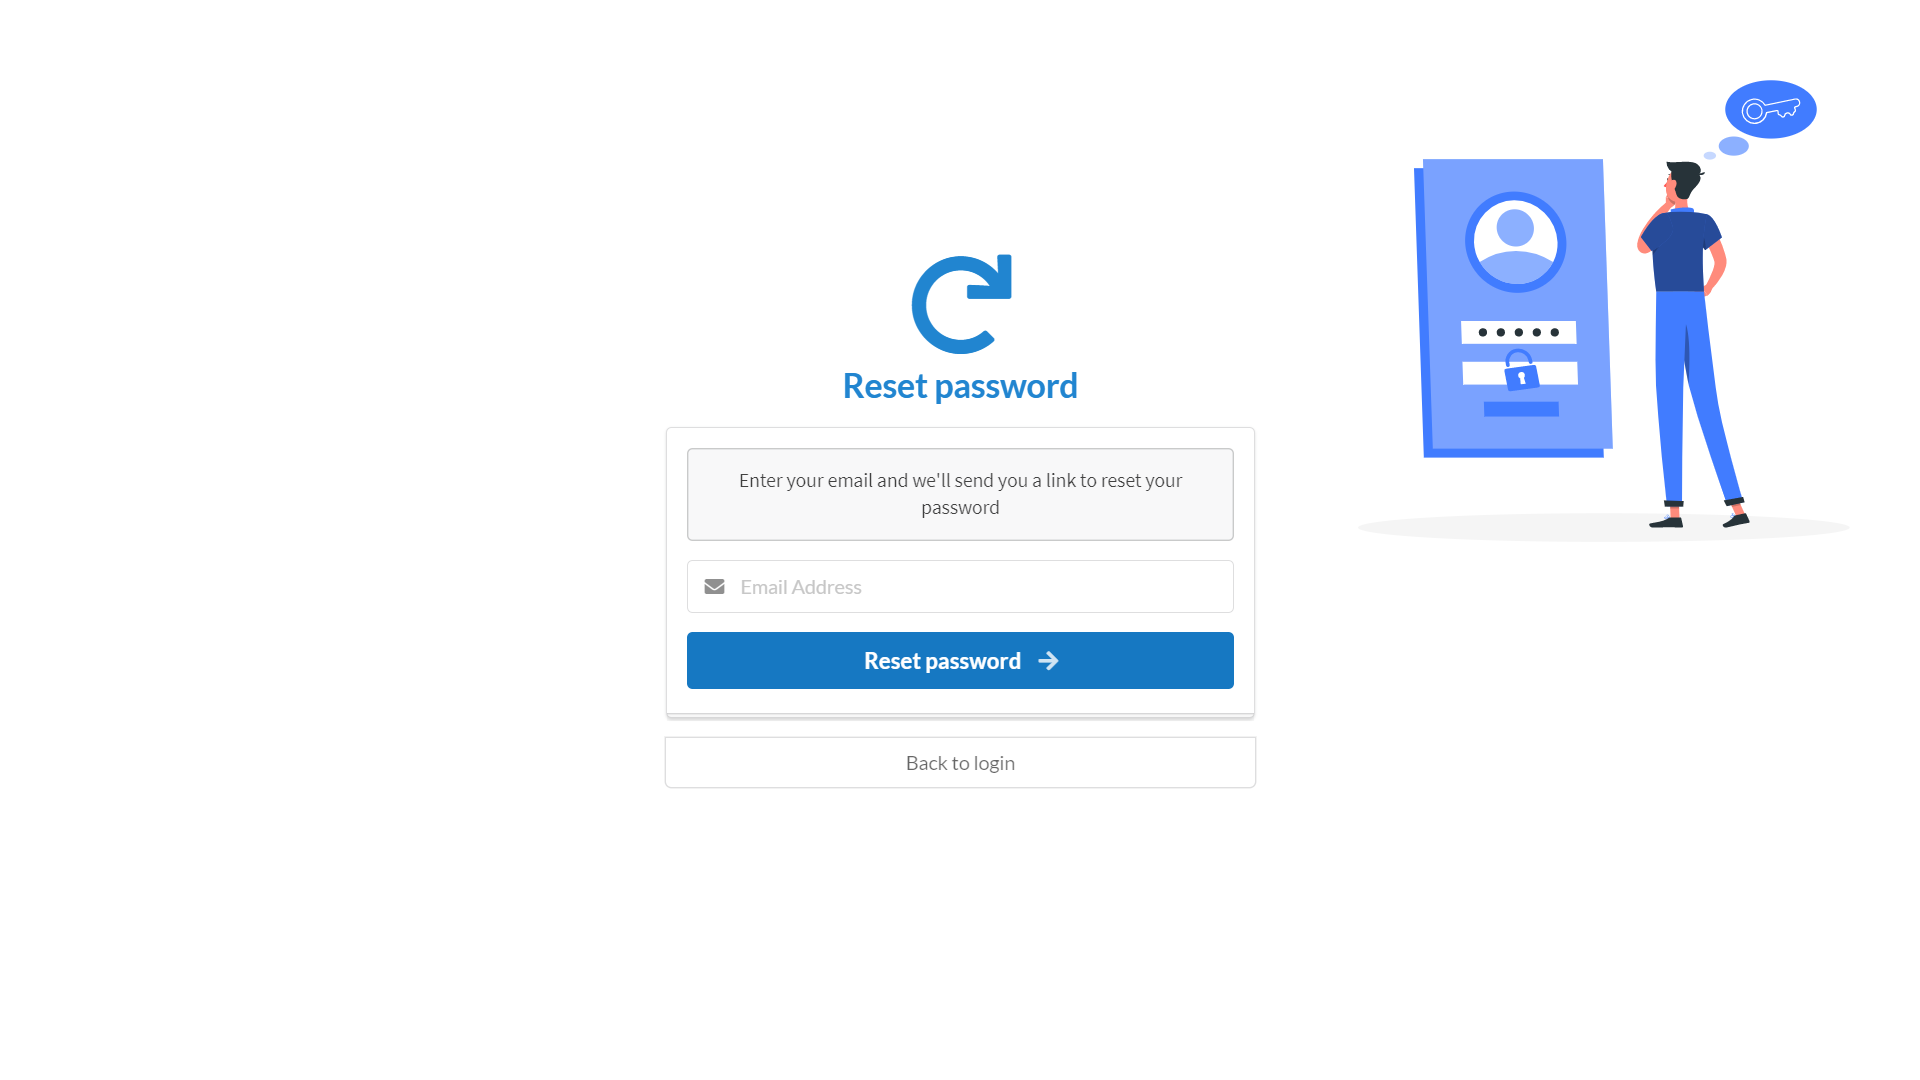 Reset password
Enter your email and we'll send you a link to reset your
password
Email Address
Reset password
Back to login